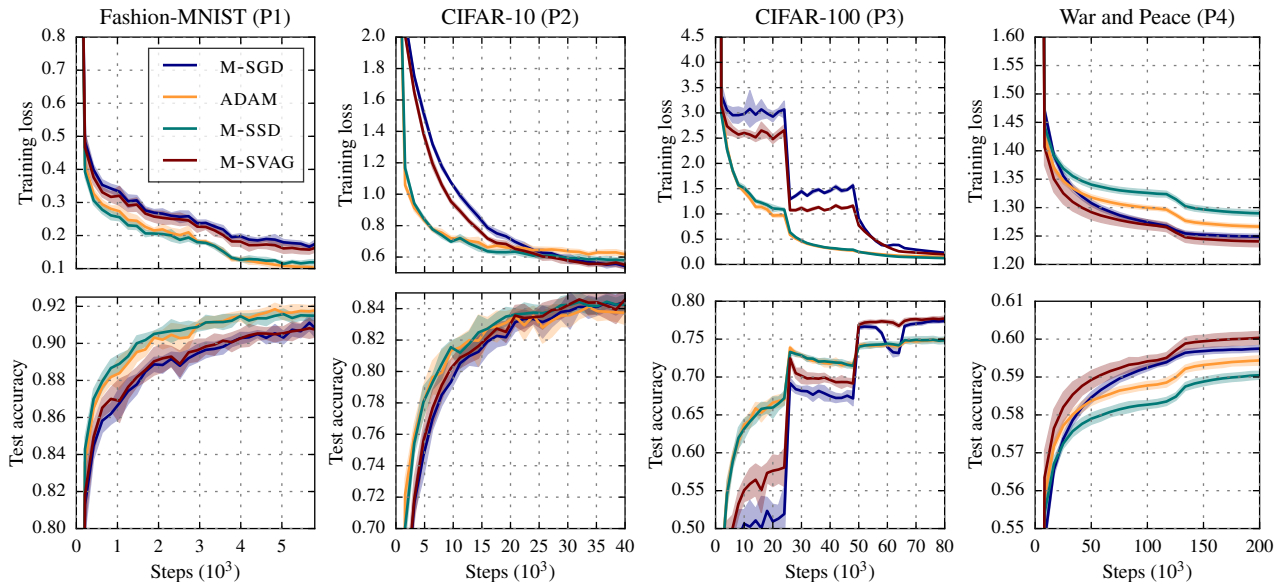 Fashion-MNIST (P1)
CIFAR-10 (P2)
CIFAR-100 (P3)
War and Peace (P4)
Training loss
0.8
0.7
0.6
0.5
0.4
0.3
0.2
0.1
M-SGD
ADAM
M-SSD
M-SVAG
Training loss
2.0
1.8
1.6
1.4
1.2
1.0
0.8
0.6
Training loss
4.5
4.0
3.5
3.0
2.5
2.0
1.5
1.0
0.5
0.0
Training loss
1.60
1.55
1.50
1.45
1.40
1.35
1.30
1.25
1.20
Test accuracy
0.92
0.90
0.88
0.86
0.84
0.82
0.80
0 1 2 3 4 5
Steps (10³)
Test accuracy
0.84
0.82
0.80
0.78
0.76
0.74
0.72
0.70
0 5 10 15 20 25 30 35 40
Steps (10³)
Test accuracy
0.80
0.75
0.70
0.65
0.60
0.55
0.50
0 10 20 30 40 50 60 70 80
Steps (10³)
Test accuracy
0.61
0.60
0.59
0.58
0.57
0.56
0.55
0 50 100 150 200
Steps (10³)